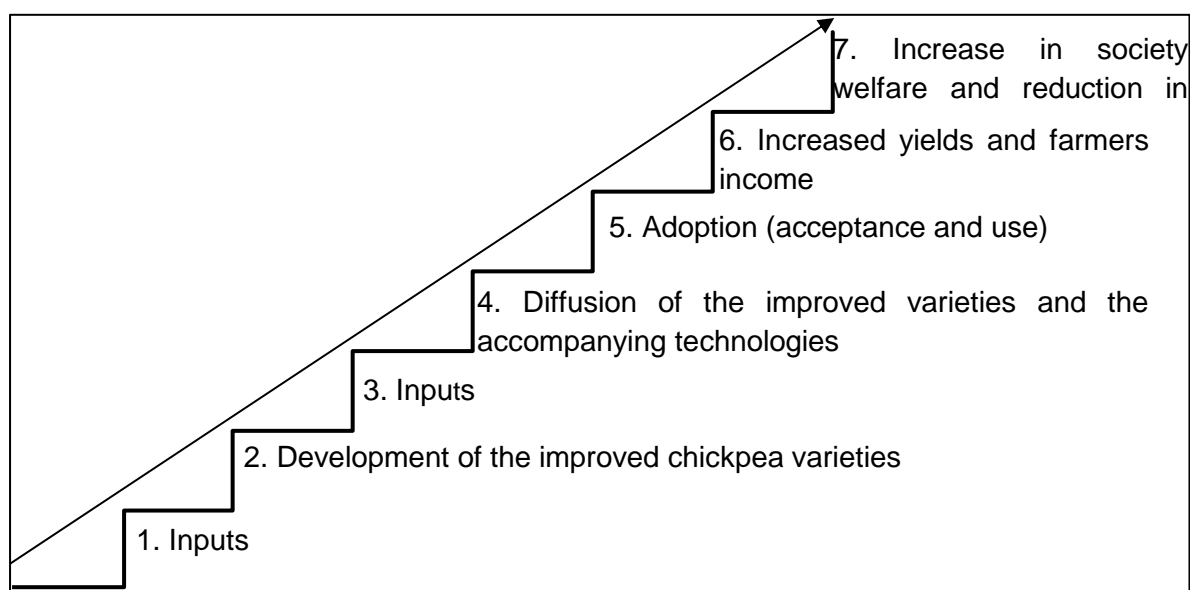 7. Increase in society
welfare and reduction in
6. Increased yields and farmers
income
5. Adoption (acceptance and use)
4. Diffusion of the improved varieties and the
accompanying technologies
3. Inputs
2. Development of the improved chickpea varieties
1. Inputs